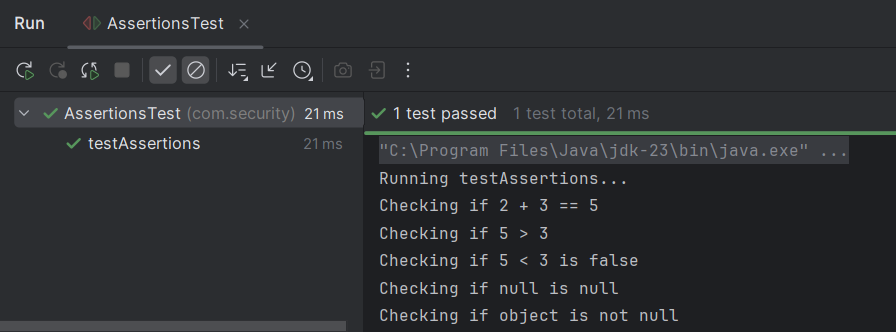 Run AssertionsTest
AssertionsTest (com.security) 21 ms
testAssertions 21 ms
1 test passed 1 test total, 21 ms
"C:\Program Files\Java\jdk-23\bin\java.exe" ...
Running testAssertions...
Checking if 2 + 3 == 5
Checking if 5 > 3
Checking if 5 < 3 is false
Checking if null is null
Checking if object is not null